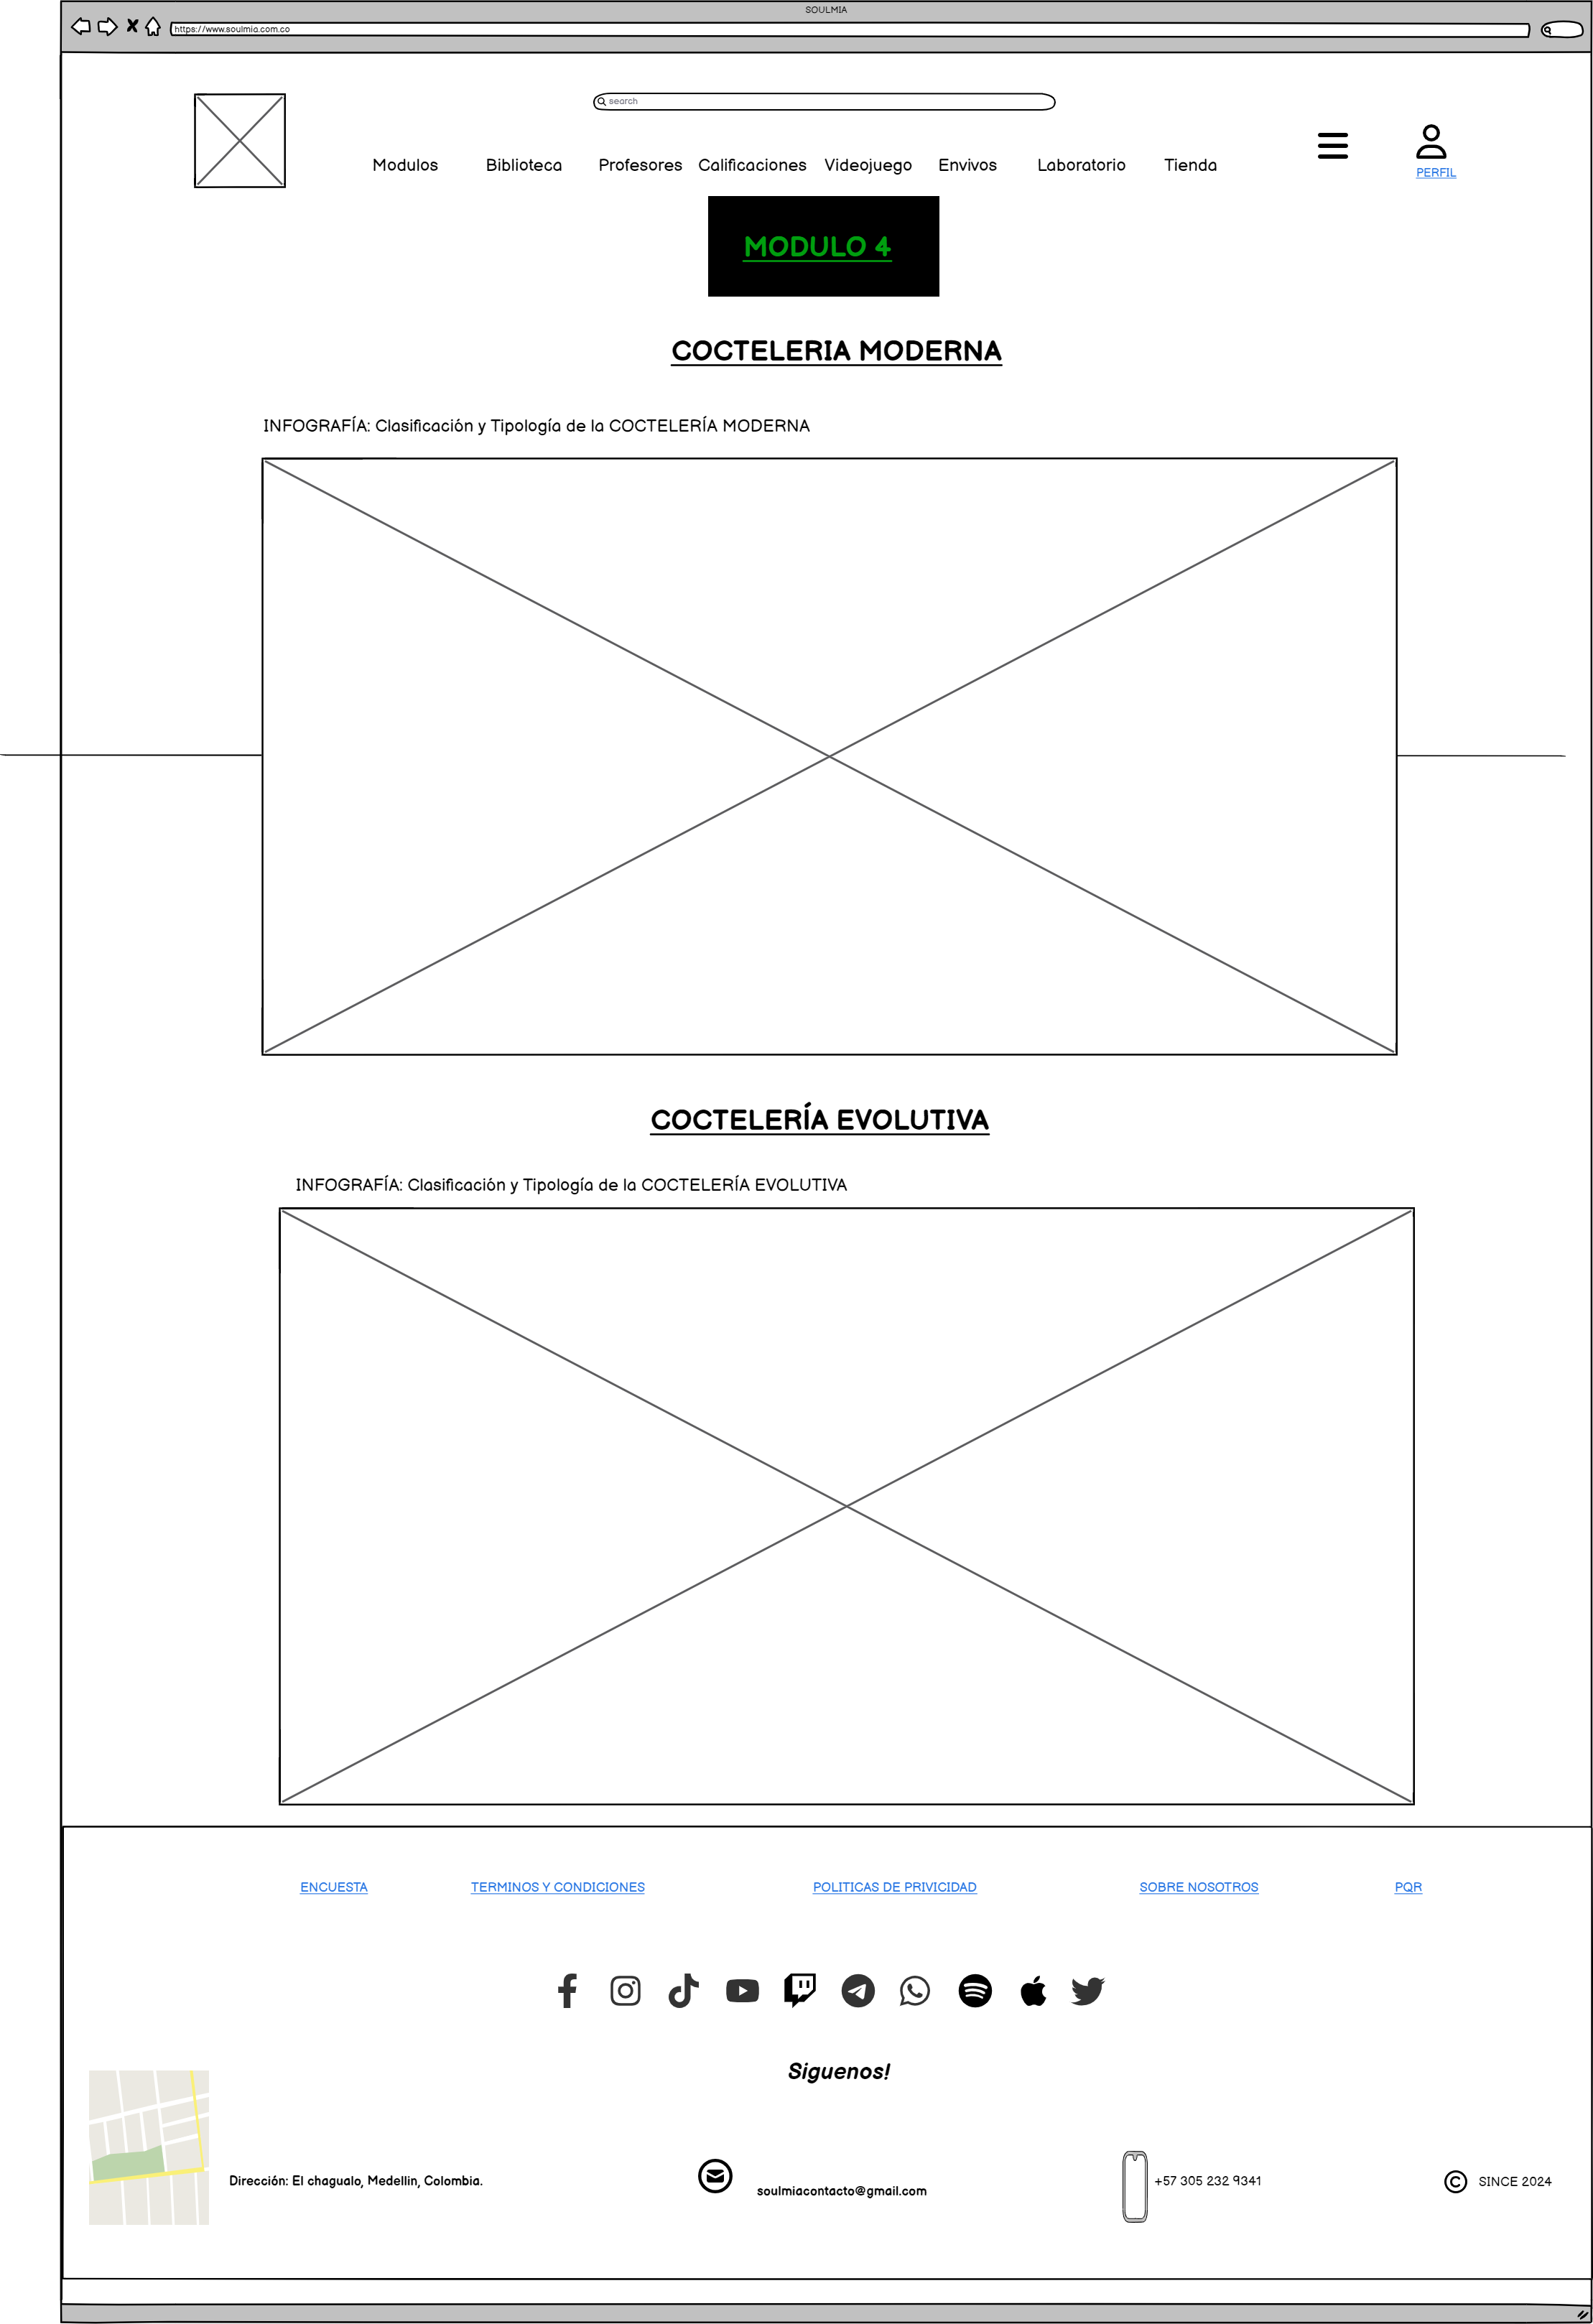 SOULMIA
https://www.soulmia.com.co
search
Modulos Biblioteca Profesores Calificaciones Videojuego Envivos Laboratorio Tienda
PERFIL
MODULO 4
COCTELERIA MODERNA
INFOGRAFÍA: Clasificación y Tipología de la COCTELERÍA MODERNA
COCTELERÍA EVOLUTIVA
INFOGRAFÍA: Clasificación y Tipología de la COCTELERÍA EVOLUTIVA
ENCUESTA TERMINOS Y CONDICIONES POLITICAS DE PRIVICIDAD SOBRE NOSOTROS PQR
Siguenos!
Dirección: El chagualo, Medellin, Colombia.
soulmiacontacto@gmail.com
+57 305 232 9341
© SINCE 2024